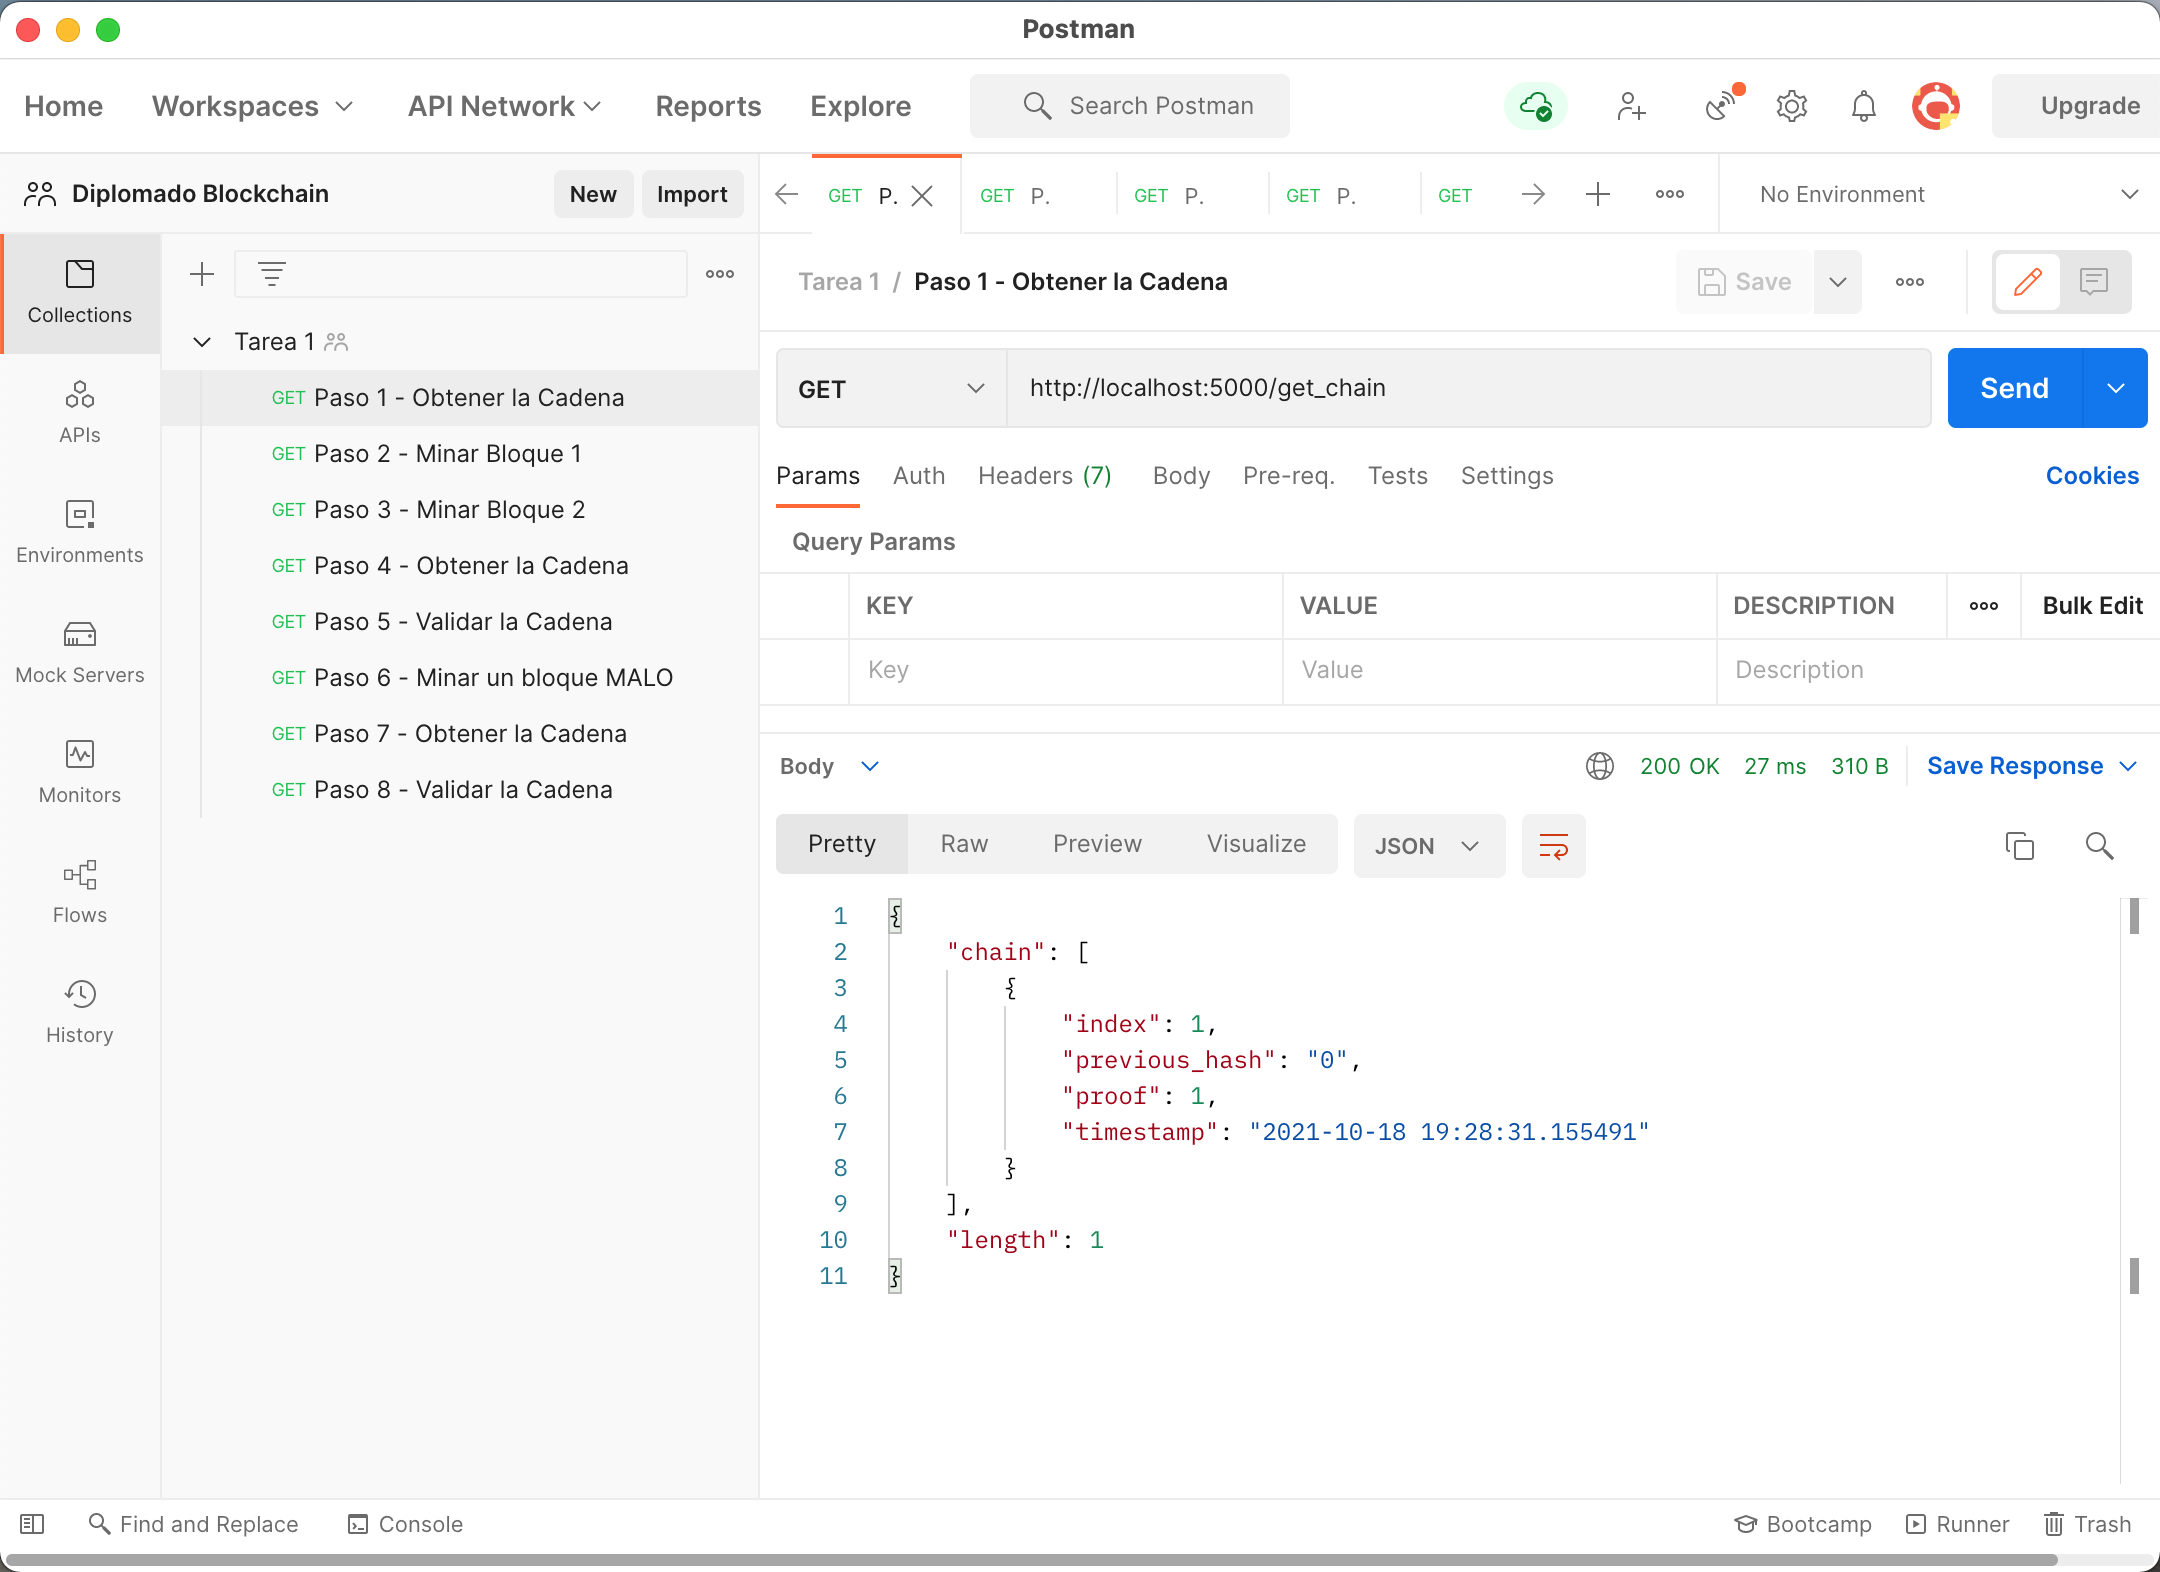 Postman
Home Workspaces API Network Reports Explore Search Postman Upgrade
Diplomado Blockchain New Import
GET P. GET P. GET P. GET P. GET No Environment
Collections
APIs
Environments
Mock Servers
Monitors
Flows
History
Tarea 1
GET Paso 1 - Obtener la Cadena
GET Paso 2 - Minar Bloque 1
GET Paso 3 - Minar Bloque 2
GET Paso 4 - Obtener la Cadena
GET Paso 5 - Validar la Cadena
GET Paso 6 - Minar un bloque MALO
GET Paso 7 - Obtener la Cadena
GET Paso 8 - Validar la Cadena
Tarea 1 / Paso 1 - Obtener la Cadena Save
GET http://localhost:5000/get_chain Send
Params Auth Headers (7) Body Pre-req. Tests Settings Cookies
Query Params
KEY VALUE DESCRIPTION Bulk Edit
Key Value Description
Body 200 OK 27 ms 310 B Save Response
Pretty Raw Preview Visualize JSON
1 {
2 "chain": [
3 {
4 "index": 1,
5 "previous_hash": "0",
6 "proof": 1,
7 "timestamp": "2021-10-18 19:28:31.155491"
8 }
9 ],
10 "length": 1
11 }
Find and Replace Console Bootcamp Runner Trash